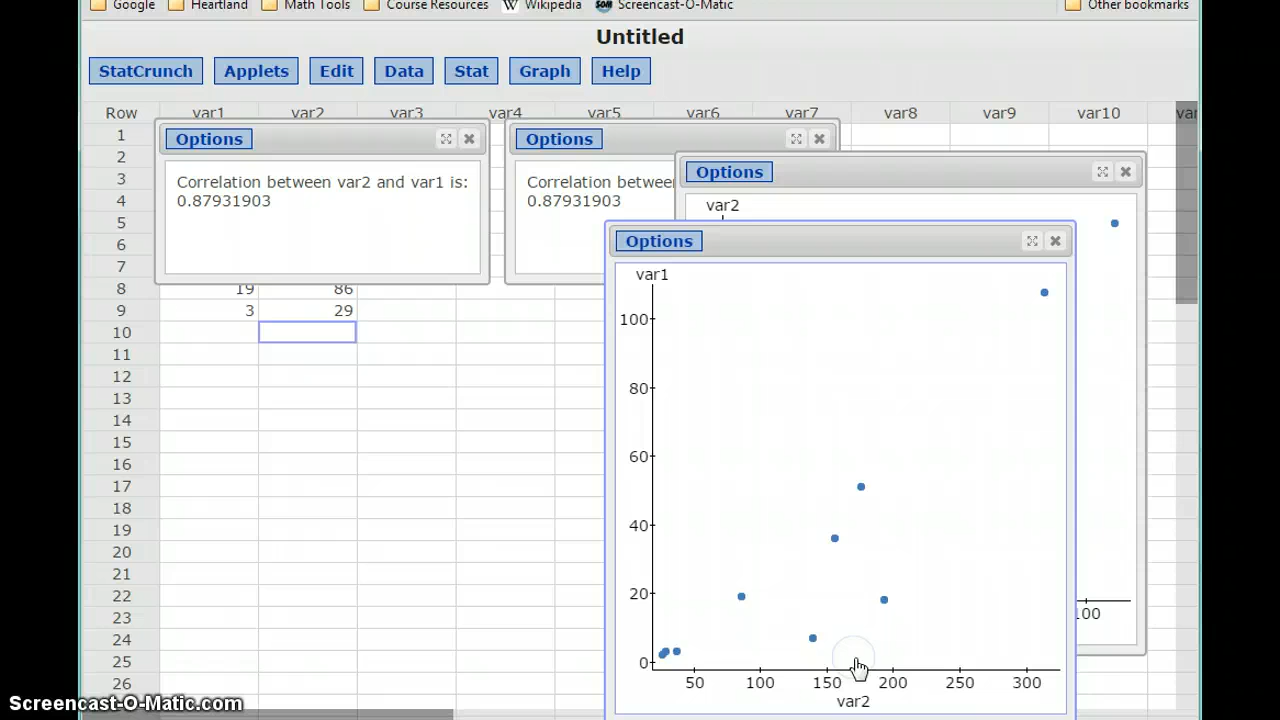 Google Heartland Math Tools Course Resources Wikipedia Screencast-O-Matic Other bookmarks
Untitled
StatCrunch Applets Edit Data Stat Graph Help
Row var1 var2 var3 var4 var5 var6 var7 var8 var9 var10 var
1
2
3
4
5
6
7
8 19 86
9 3 29
10
11
12
13
14
15
16
17
18
19
20
21
22
23
24
25
26
Options
Correlation between var2 and var1 is:
0.87931903
Options
Correlation betwee
0.87931903
Options
var2
100
Options
var1
100
80
60
40
20
0
50 100 150 200 250 300
var2
Screencast-O-Matic.com